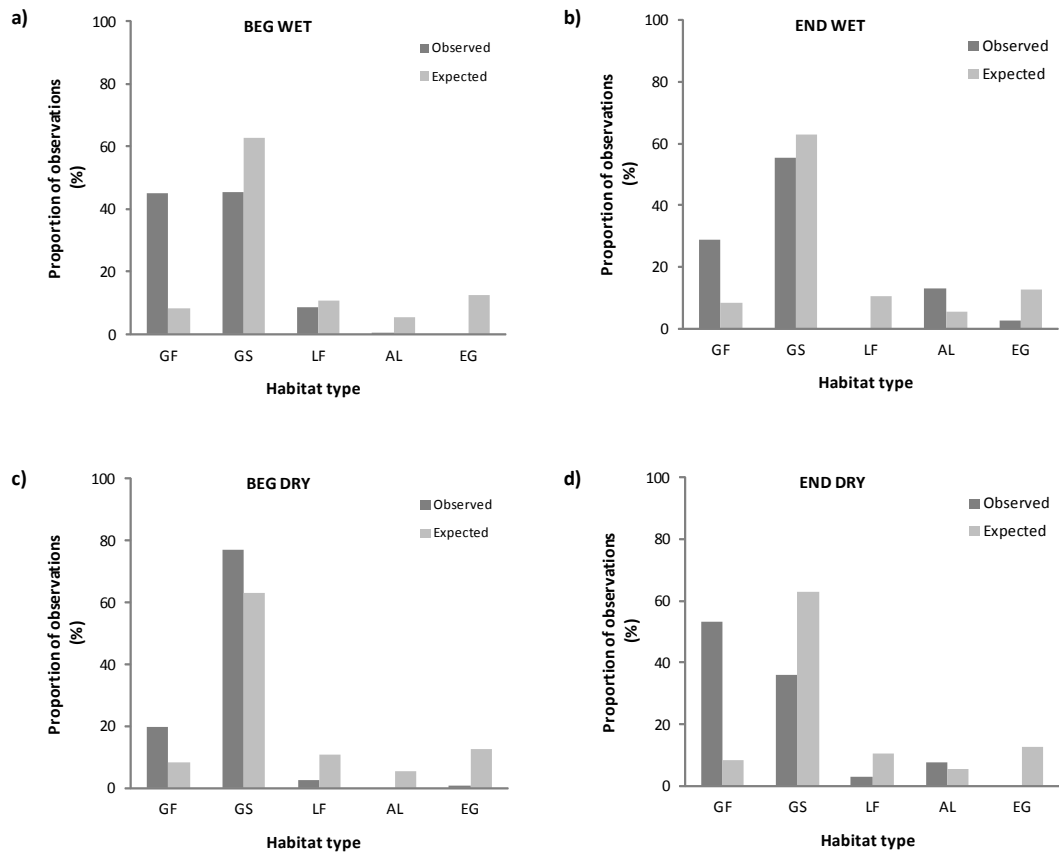 a)
BEG WET
Observed
Expected
Proportion of observations
(%)
100
80
60
40
20
0
GF GS LF AL EG
Habitat type
b)
END WET
Observed
Expected
Proportion of observations
(%)
100
80
60
40
20
0
GF GS LF AL EG
Habitat type
c)
BEG DRY
Observed
Expected
Proportion of observations
(%)
100
80
60
40
20
0
GF GS LF AL EG
Habitat type
d)
END DRY
Observed
Expected
Proportion of observations
(%)
100
80
60
40
20
0
GF GS LF AL EG
Habitat type